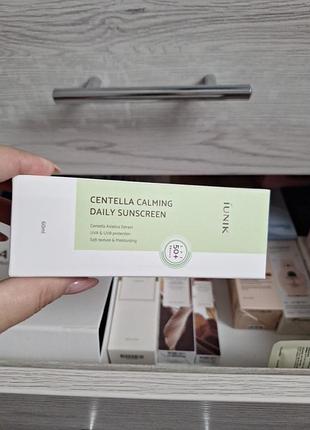 CENTELLA CALMING
DAILY SUNSCREEN
Centella Asiatica Extract
UVA & UVB protection
Soft texture & moisturizing
60ml
50+
IUNIK